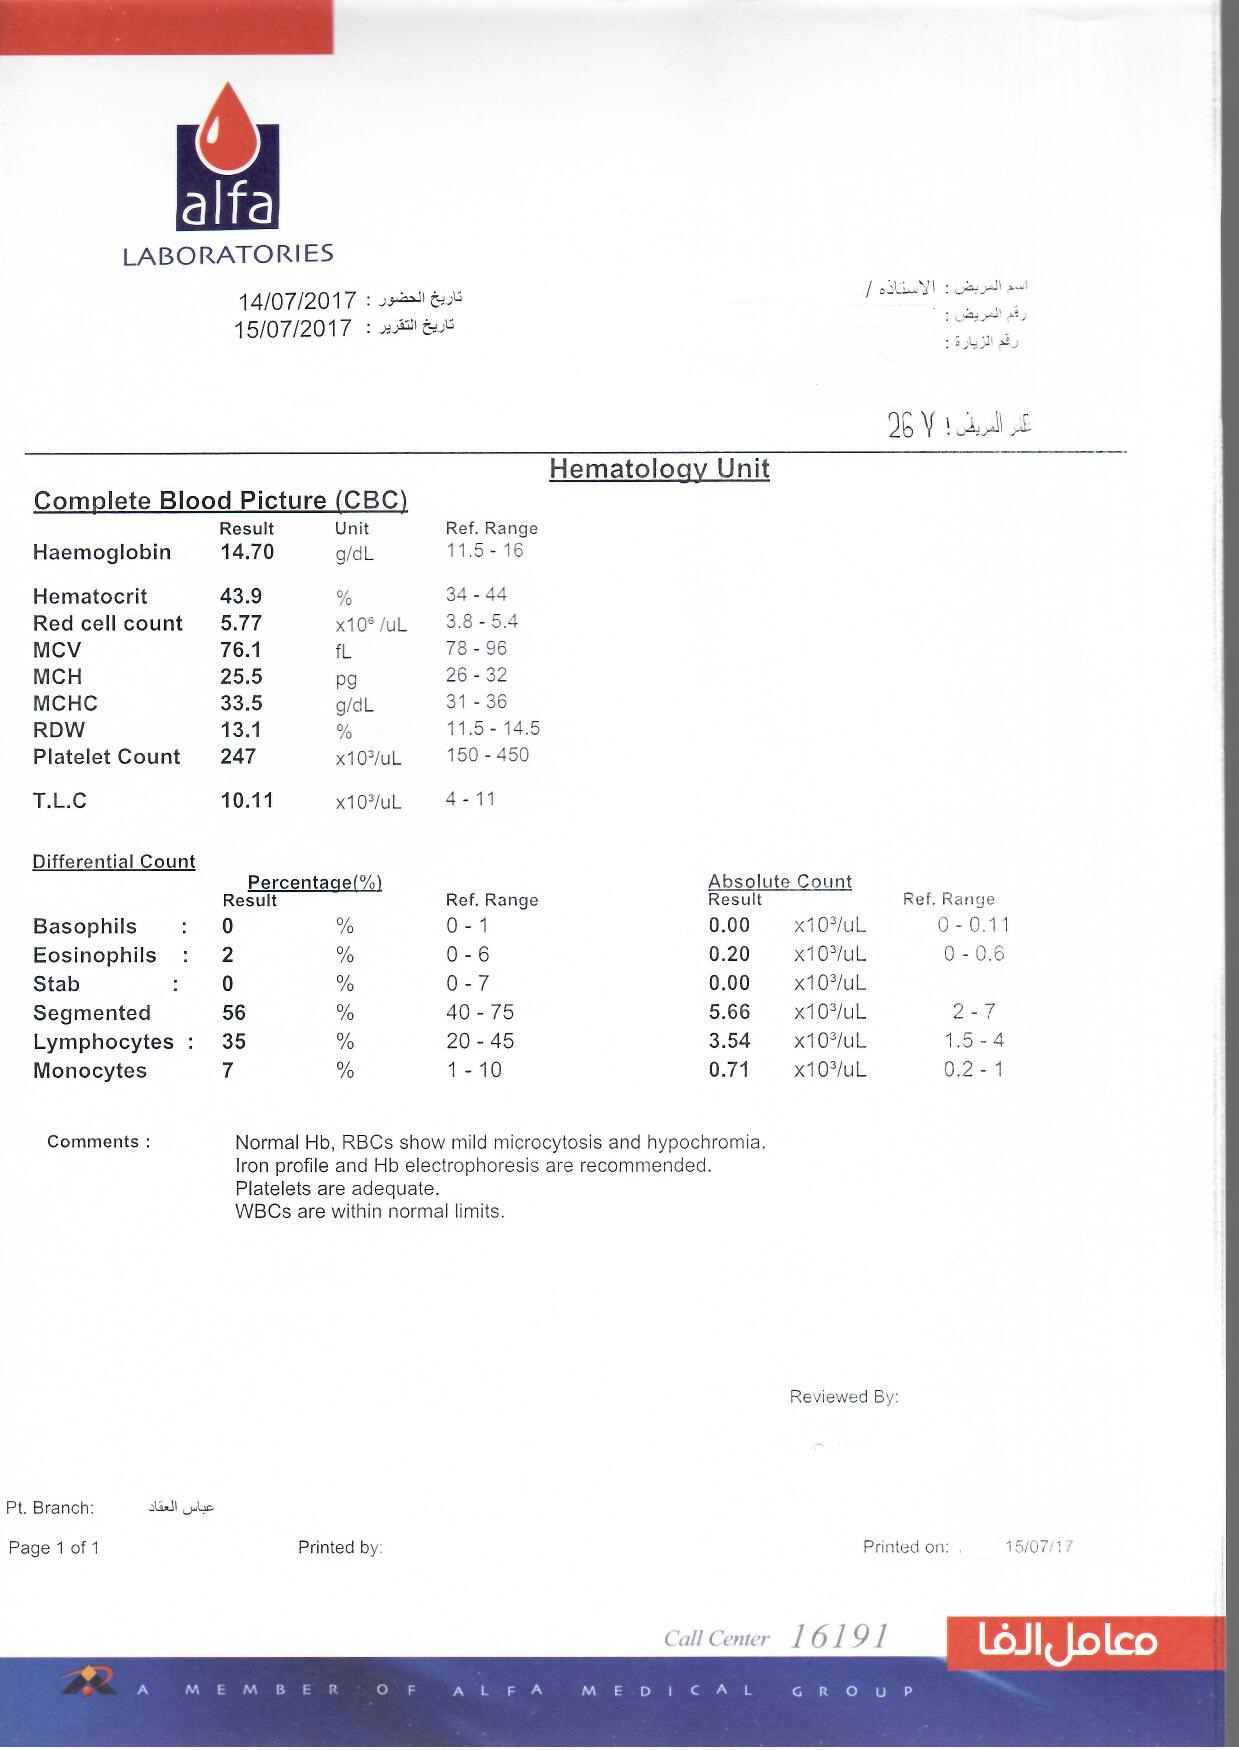 alfa
LABORATORIES
تاريخ الحضور : 14/07/2017
تاريخ التقرير : 15/07/2017
اسم المريض : الاستاذه /
رقم المريض :
رقم الزيارة :
عمر المريض : 26 Y
Hematology Unit
Complete Blood Picture (CBC)
Result Unit Ref. Range
Haemoglobin 14.70 g/dL 11.5 - 16
Hematocrit 43.9 % 34 - 44
Red cell count 5.77 x10⁶ /uL 3.8 - 5.4
MCV 76.1 fL 78 - 96
MCH 25.5 pg 26 - 32
MCHC 33.5 g/dL 31 - 36
RDW 13.1 % 11.5 - 14.5
Platelet Count 247 x10³/uL 150 - 450
T.L.C 10.11 x10³/uL 4 - 11
Differential Count
Percentage(%) Absolute Count
Result Ref. Range Result Ref. Range
Basophils : 0 % 0 - 1 0.00 x10³/uL 0 - 0.11
Eosinophils : 2 % 0 - 6 0.20 x10³/uL 0 - 0.6
Stab : 0 % 0 - 7 0.00 x10³/uL
Segmented 56 % 40 - 75 5.66 x10³/uL 2 - 7
Lymphocytes : 35 % 20 - 45 3.54 x10³/uL 1.5 - 4
Monocytes 7 % 1 - 10 0.71 x10³/uL 0.2 - 1
Comments : Normal Hb, RBCs show mild microcytosis and hypochromia.
Iron profile and Hb electrophoresis are recommended.
Platelets are adequate.
WBCs are within normal limits.
Reviewed By:
Pt. Branch: عباس العقاد
Page 1 of 1 Printed by: Printed on: 15/07/17
Call Center 16191
معامل الفا
A MEMBER OF ALFA MEDICAL GROUP